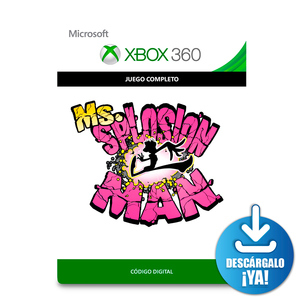 Microsoft
XBOX 360
JUEGO COMPLETO
Ms.
SPLOSION
MAN
CÓDIGO DIGITAL
DESCÁRGALO
¡YA!